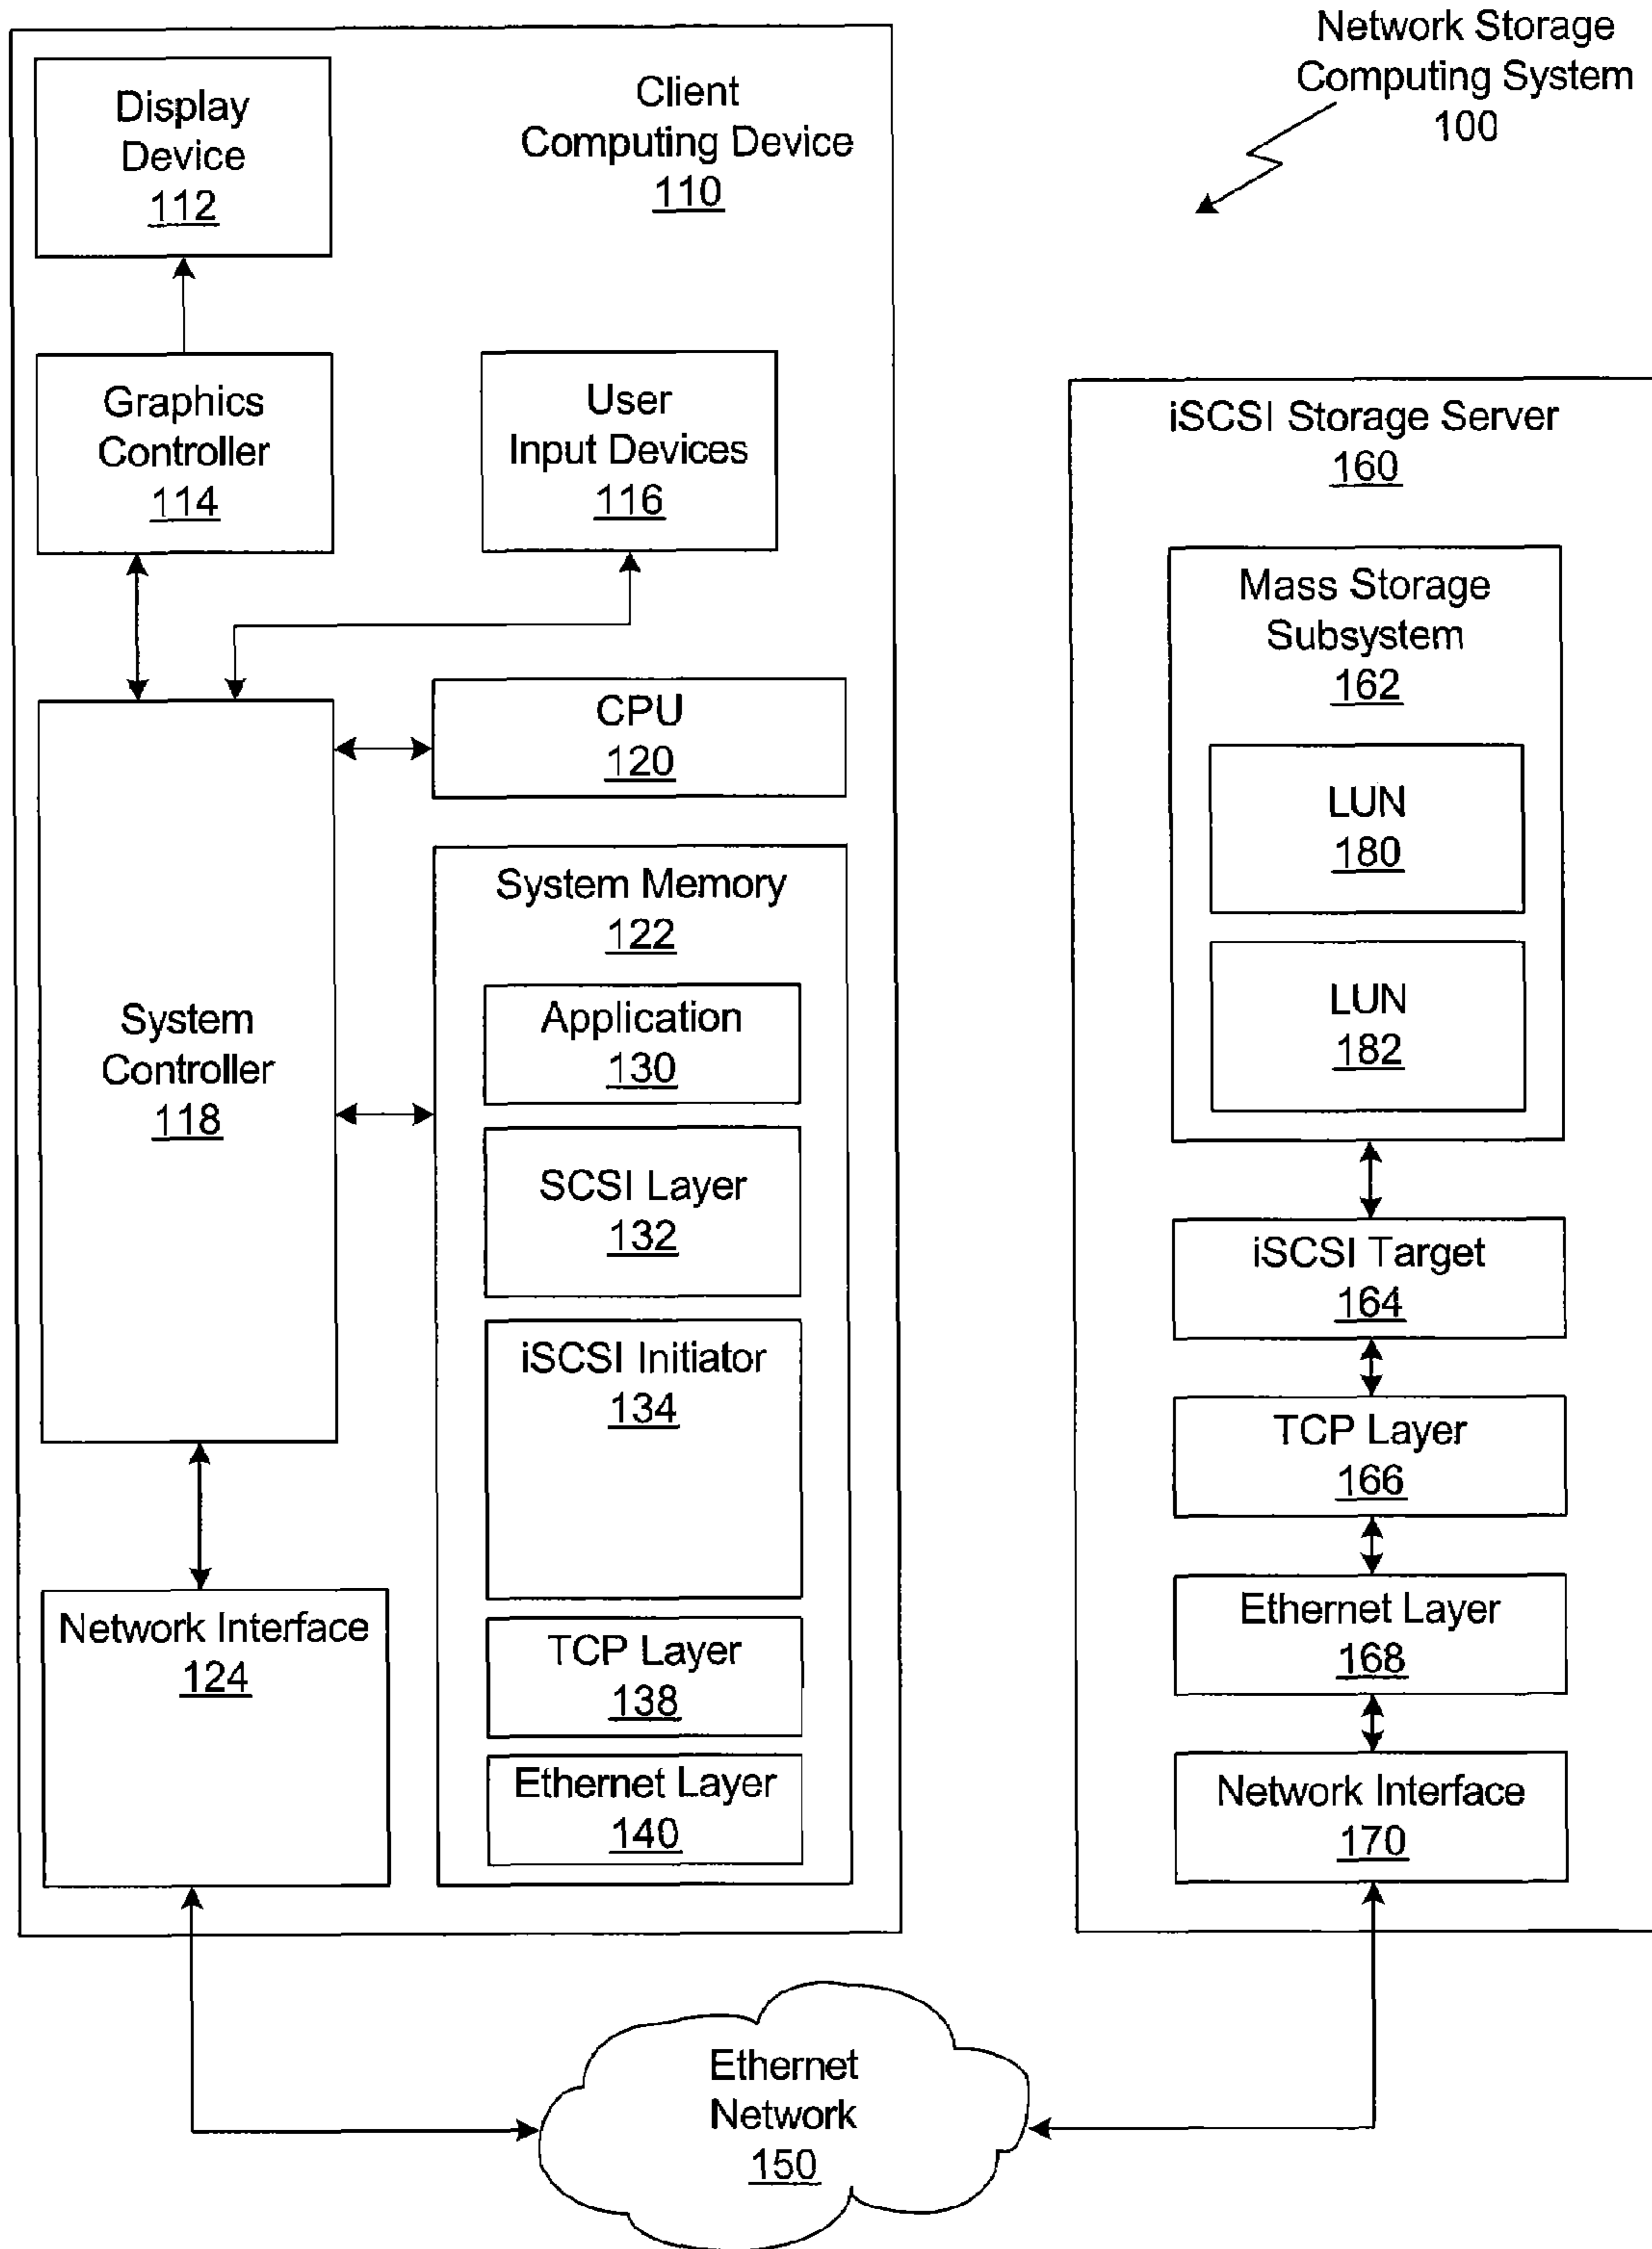 Network Storage
Computing System
100
Client
Computing Device
110
Display
Device
112
Graphics
Controller
114
User
Input Devices
116
CPU
120
System Memory
122
Application
130
SCSI Layer
132
iSCSI Initiator
134
TCP Layer
138
Ethernet Layer
140
System
Controller
118
Network Interface
124
iSCSI Storage Server
160
Mass Storage
Subsystem
162
LUN
180
LUN
182
iSCSI Target
164
TCP Layer
166
Ethernet Layer
168
Network Interface
170
Ethernet
Network
150